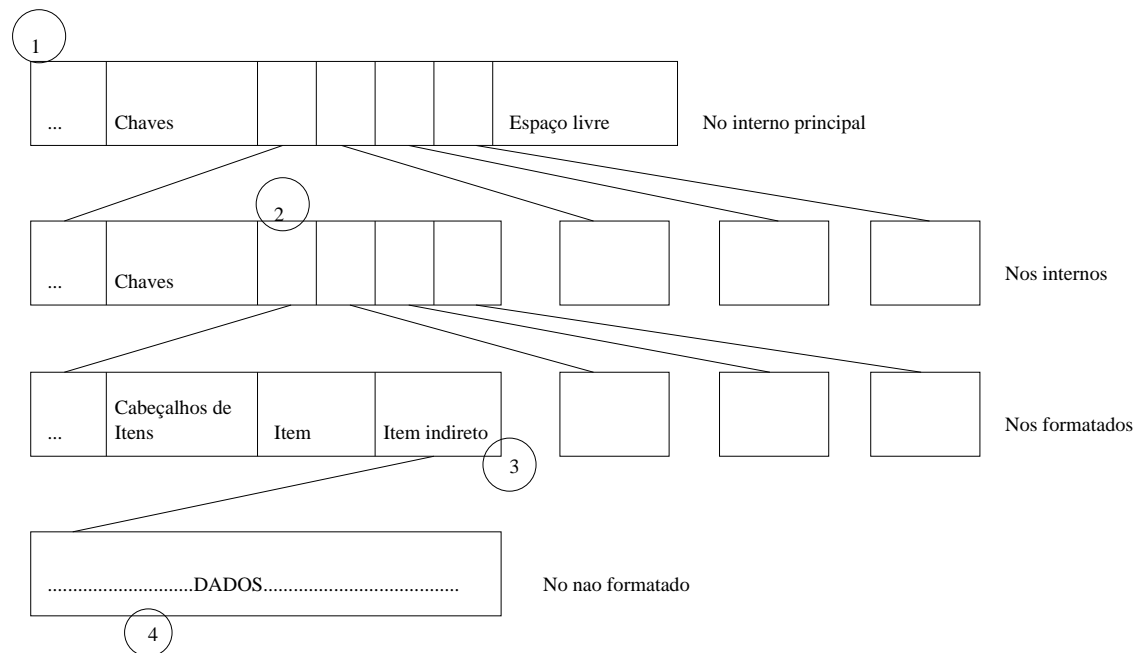 1
... Chaves Espaço livre No interno principal
2
... Chaves Nos internos
Cabeçalhos de
... Itens Item Item indireto Nos formatados
3
............................DADOS....................................... No nao formatado
4